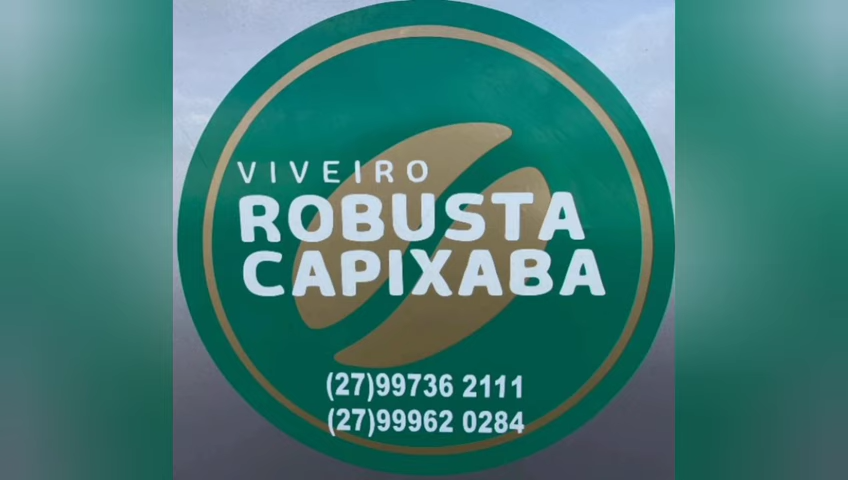 VIVEIRO
ROBUSTA
CAPIXABA
(27)99736 2111
(27)99962 0284